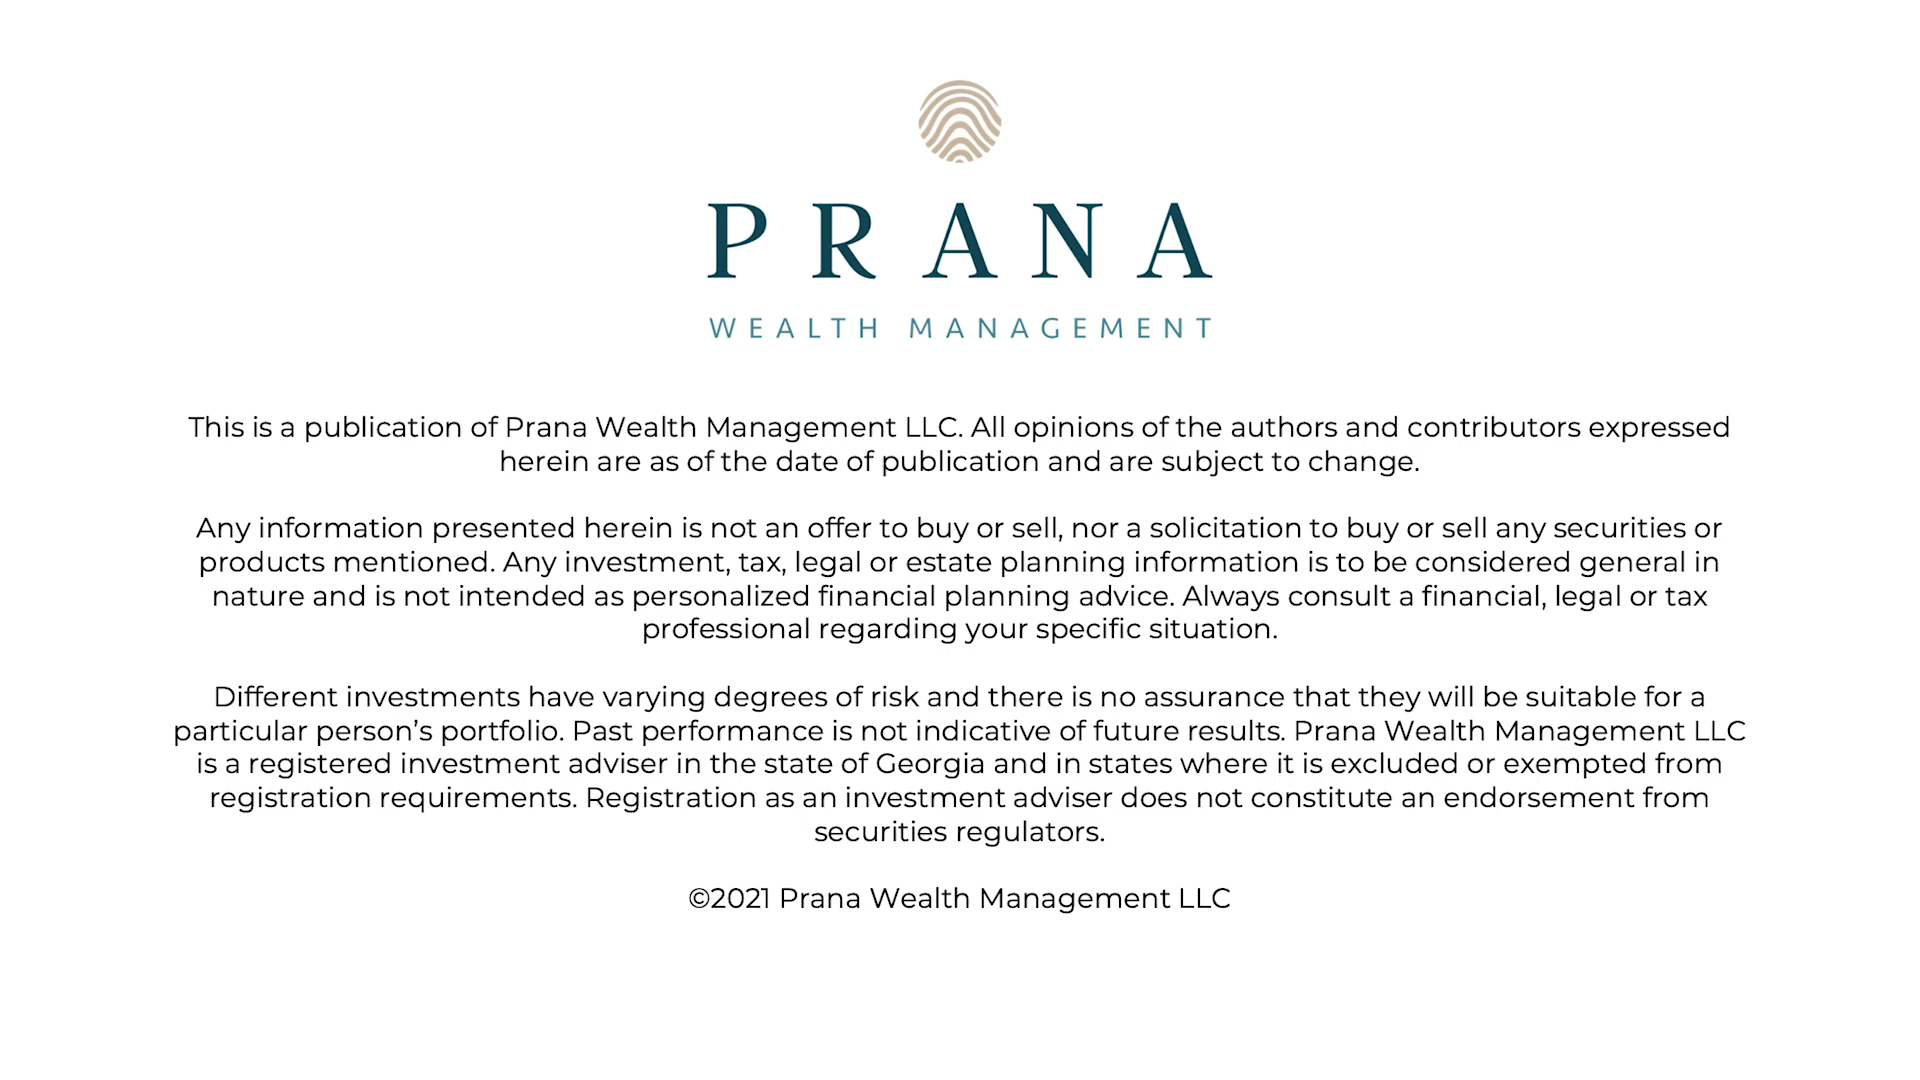 PRANA
WEALTH MANAGEMENT
This is a publication of Prana Wealth Management LLC. All opinions of the authors and contributors expressed
herein are as of the date of publication and are subject to change.
Any information presented herein is not an offer to buy or sell, nor a solicitation to buy or sell any securities or
products mentioned. Any investment, tax, legal or estate planning information is to be considered general in
nature and is not intended as personalized financial planning advice. Always consult a financial, legal or tax
professional regarding your specific situation.
Different investments have varying degrees of risk and there is no assurance that they will be suitable for a
particular person’s portfolio. Past performance is not indicative of future results. Prana Wealth Management LLC
is a registered investment adviser in the state of Georgia and in states where it is excluded or exempted from
registration requirements. Registration as an investment adviser does not constitute an endorsement from
securities regulators.
©2021 Prana Wealth Management LLC